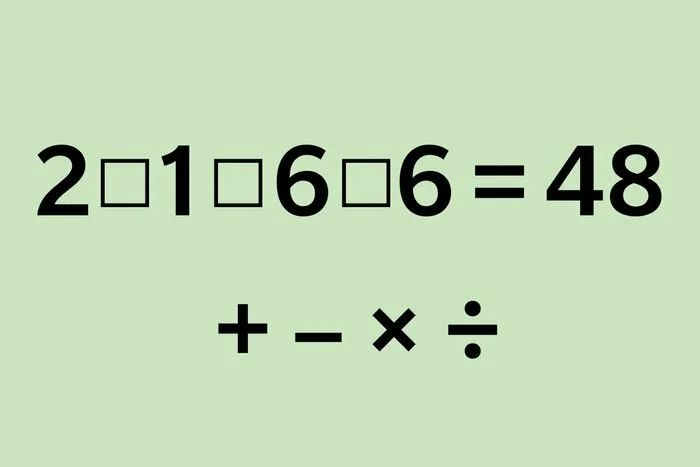 2□1□6□6=48
+ − × ÷